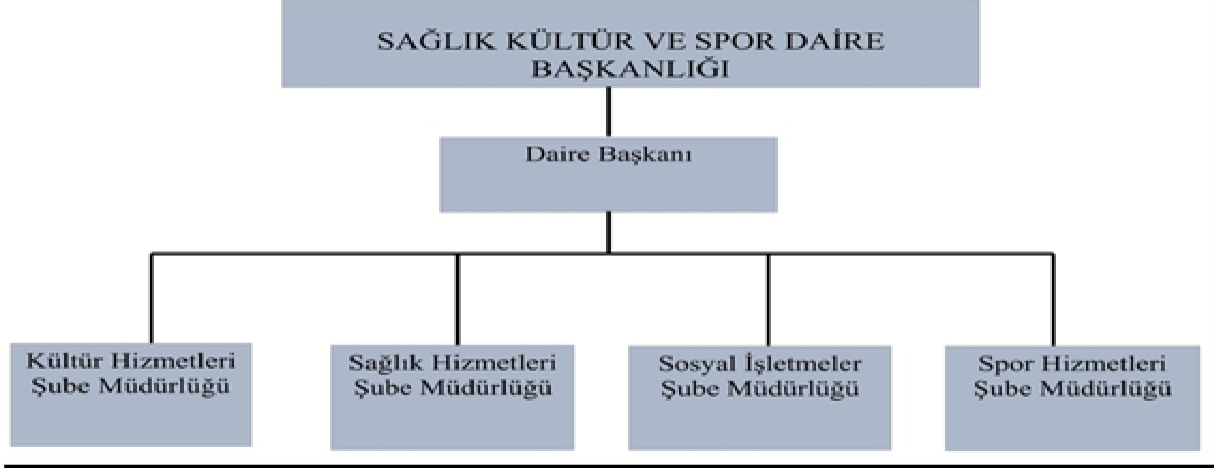 SAĞLIK KÜLTÜR VE SPOR DAİRE
BAŞKANLIĞI
Daire Başkanı
Kültür Hizmetleri
Şube Müdürlüğü
Sağlık Hizmetleri
Şube Müdürlüğü
Sosyal İşletmeler
Şube Müdürlüğü
Spor Hizmetleri
Şube Müdürlüğü